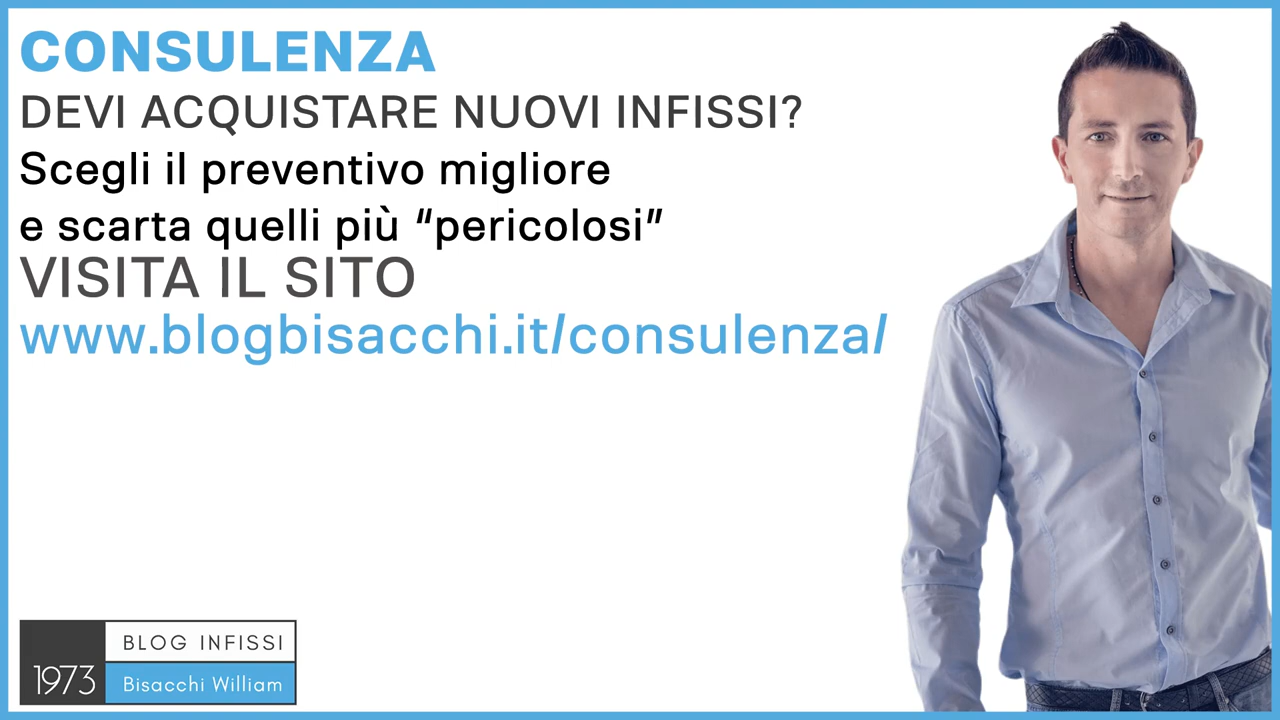 CONSULENZA
DEVI ACQUISTARE NUOVI INFISSI?
Scegli il preventivo migliore
e scarta quelli più “pericolosi”
VISITA IL SITO
www.blogbisacchi.it/consulenza/
BLOG INFISSI
1973
Bisacchi William